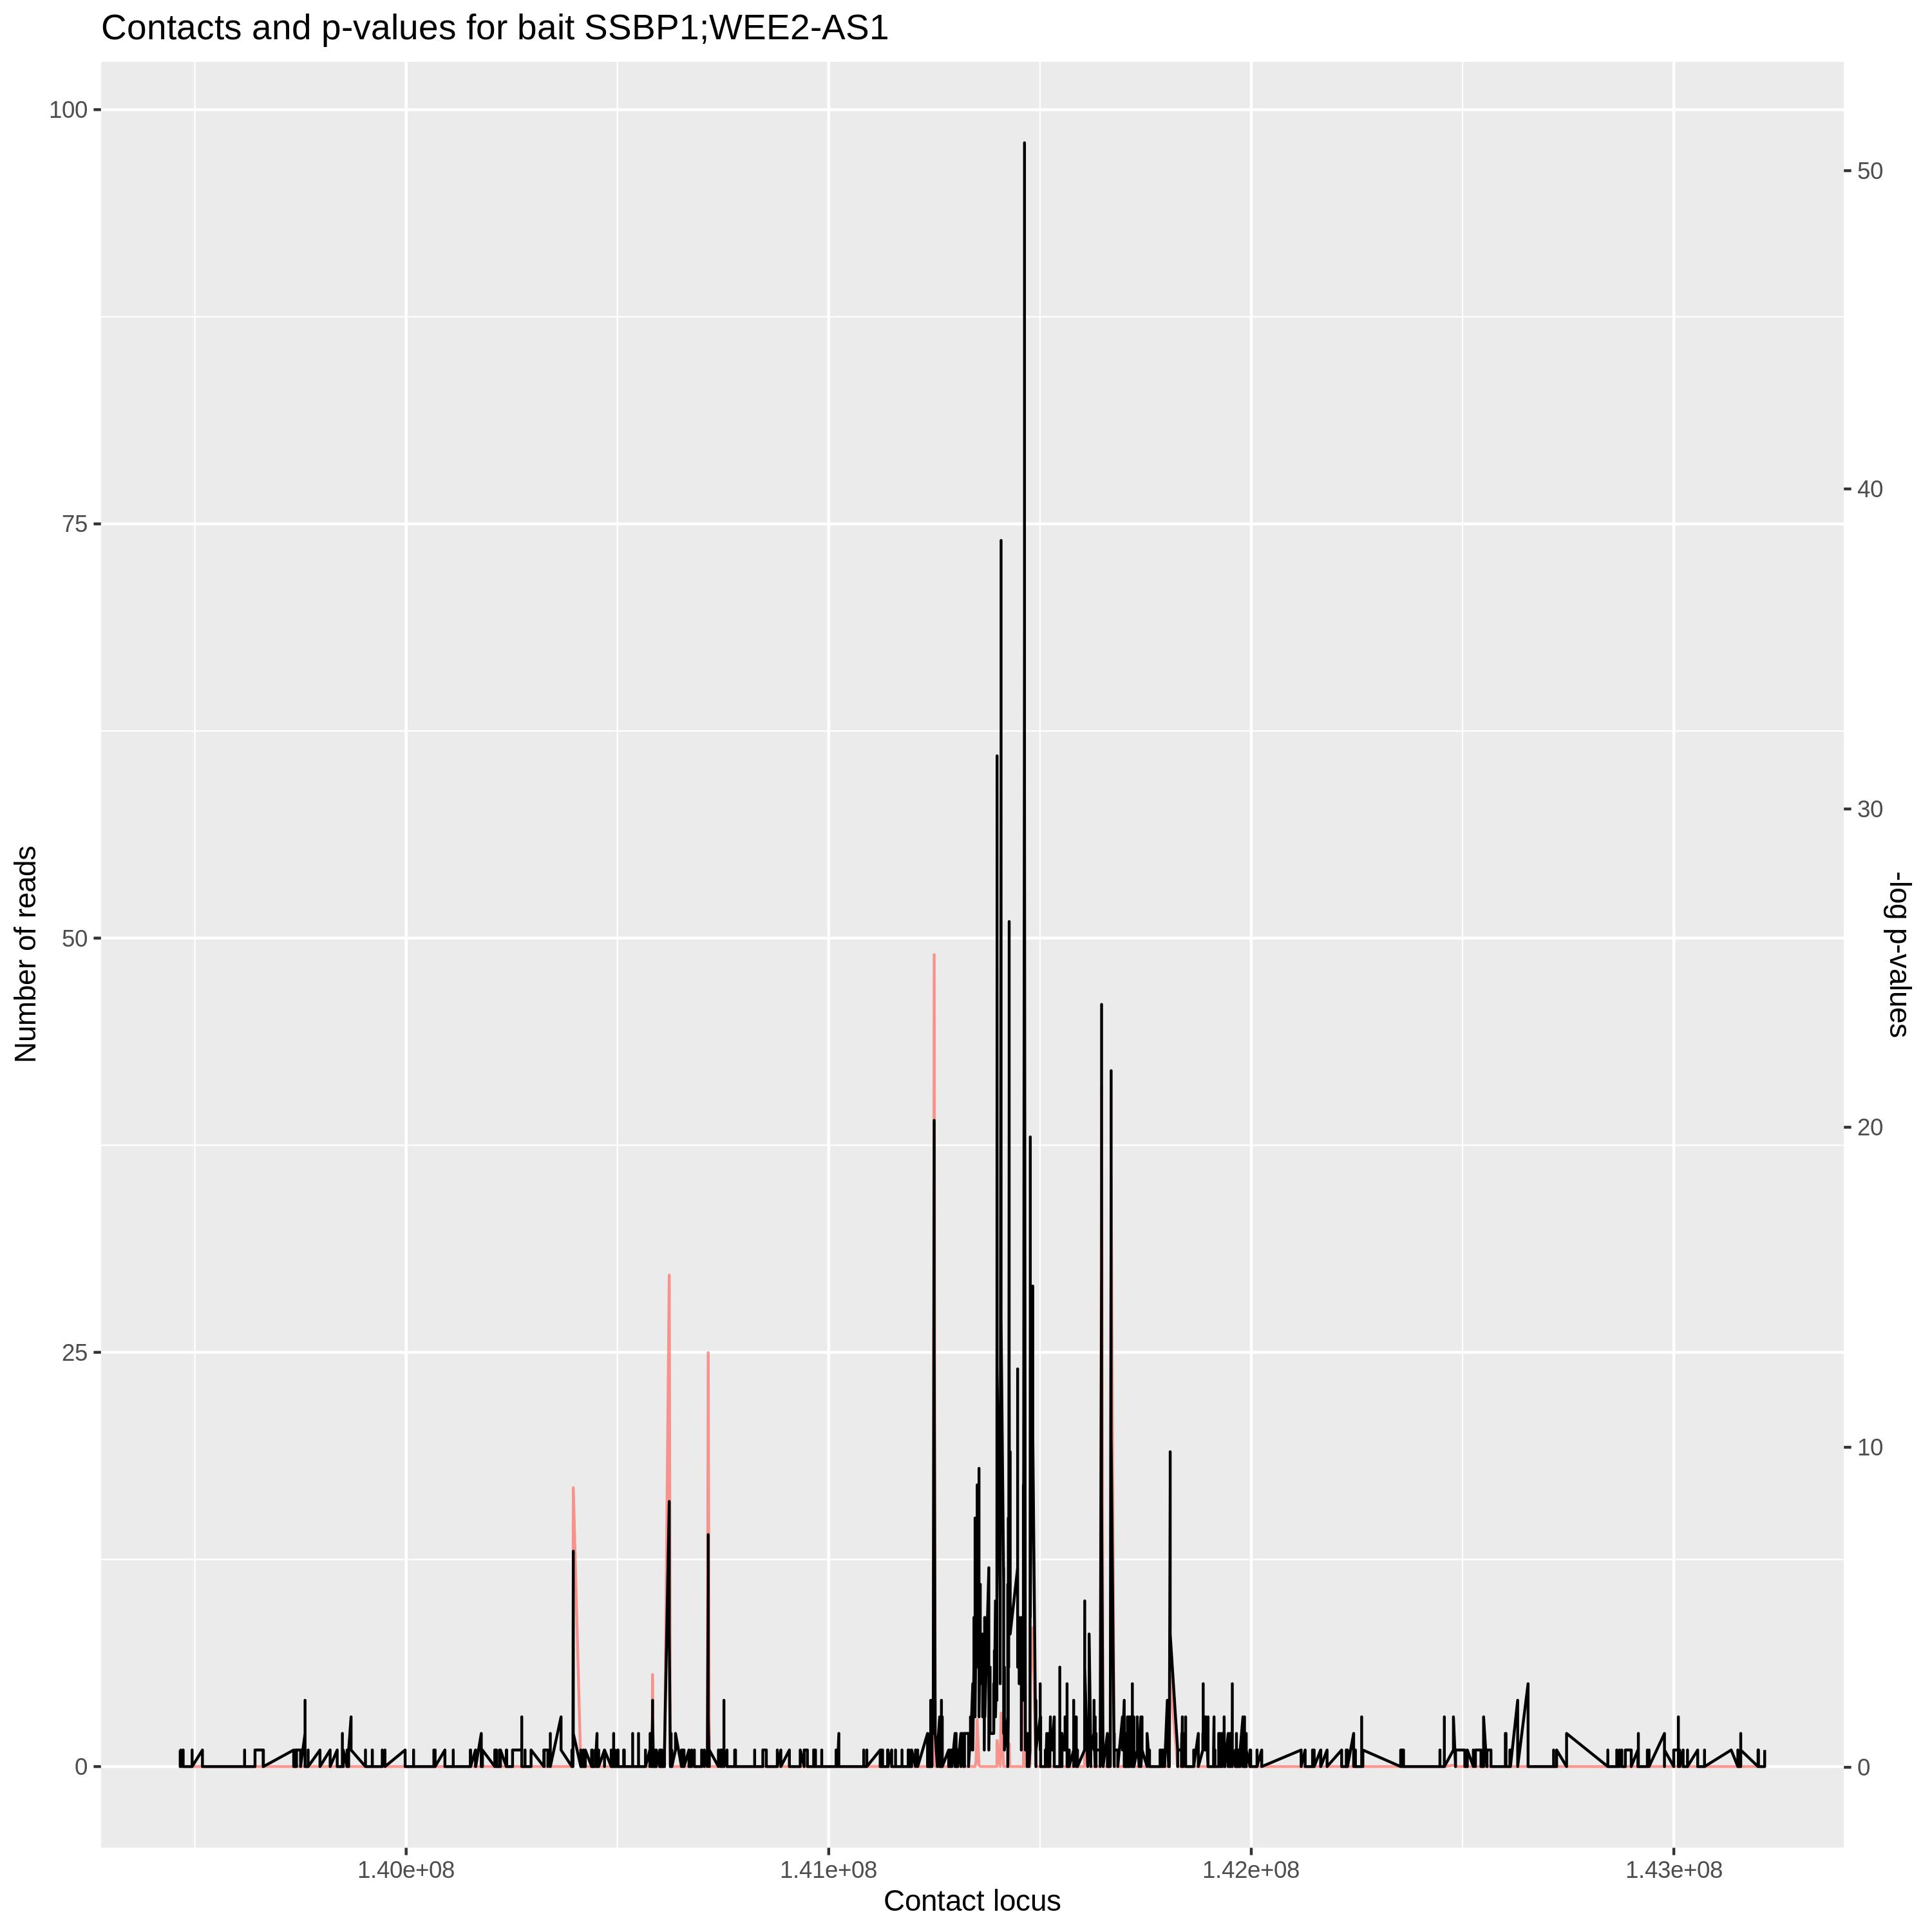 Contacts and p-values for bait SSBP1;WEE2-AS1
100
75
50
25
0
Number of reads
50
40
30
20
10
0
-log p-values
1.40e+08
1.41e+08
1.42e+08
1.43e+08
Contact locus